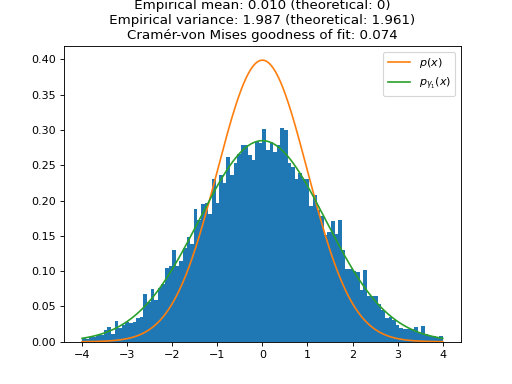 Empirical mean: 0.010 (theoretical: 0)
Empirical variance: 1.987 (theoretical: 1.961)
Cramér-von Mises goodness of fit: 0.074
p(x)
p_{γ_1}(x)
0.40
0.35
0.30
0.25
0.20
0.15
0.10
0.05
0.00
−4 −3 −2 −1 0 1 2 3 4